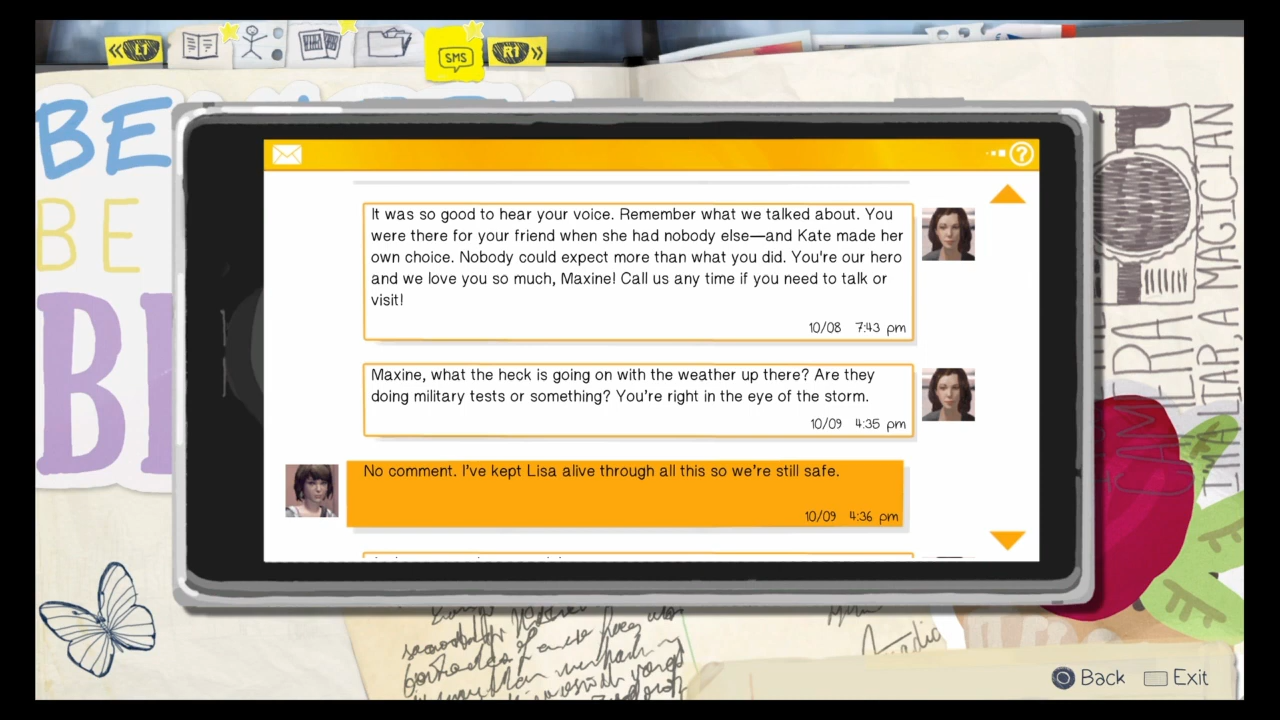 L1
SMS
R1
BE
BE
It was so good to hear your voice. Remember what we talked about. You
were there for your friend when she had nobody else—and Kate made her
own choice. Nobody could expect more than what you did. You're our hero
and we love you so much, Maxine! Call us any time if you need to talk or
visit!
10/08 7:43 pm
Maxine, what the heck is going on with the weather up there? Are they
doing military tests or something? You're right in the eye of the storm.
10/09 4:35 pm
No comment. I've kept Lisa alive through all this so we're still safe.
10/09 4:36 pm
CAMERA
I'M A LIAR, A MAGICIAN
Back
Exit